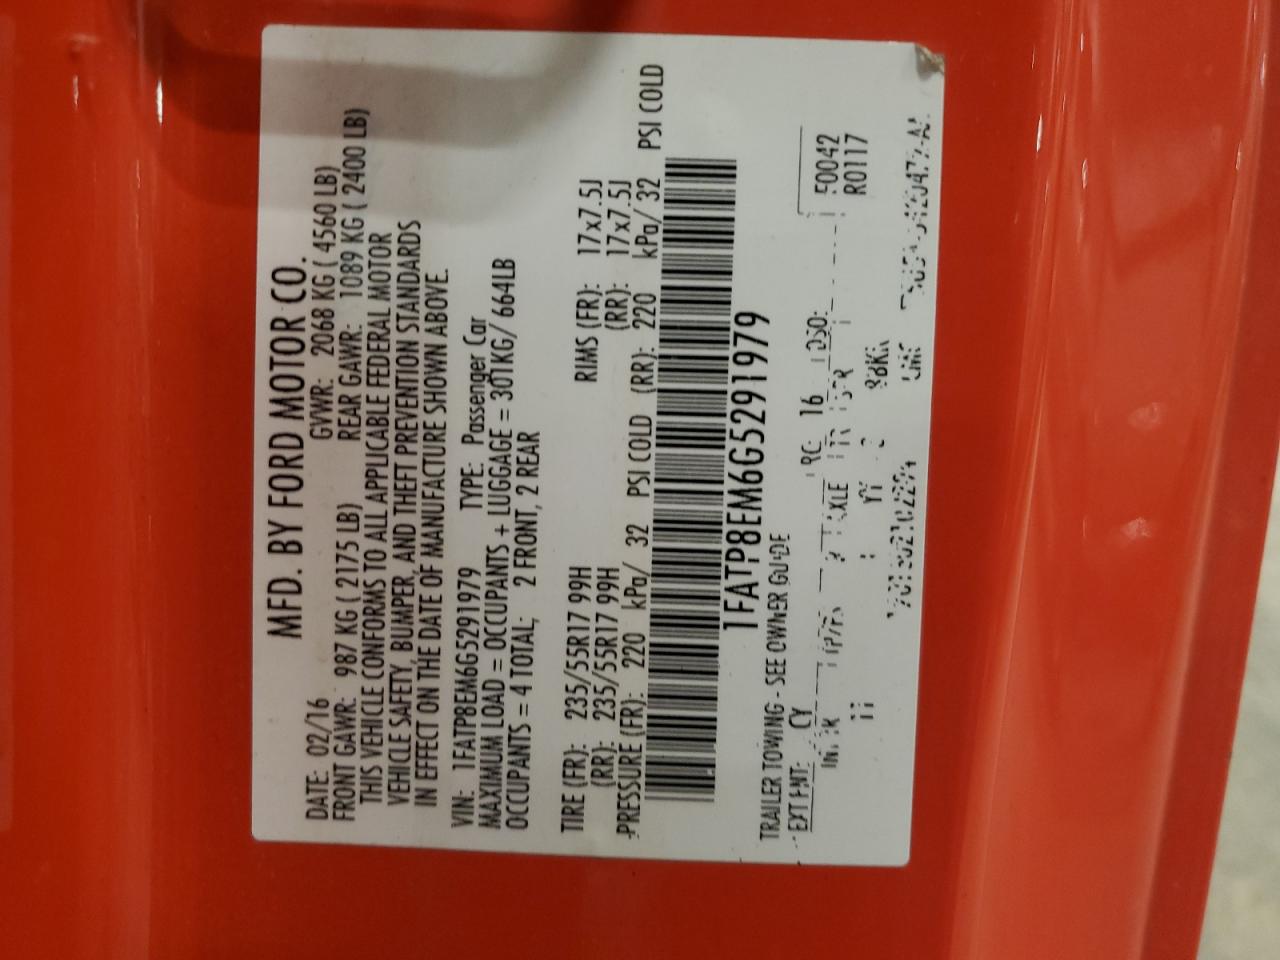 MFD. BY FORD MOTOR CO.
DATE: 02/16 GVWR: 2068 KG ( 4560 LB)
FRONT GAWR: 987 KG ( 2175 LB) REAR GAWR: 1089 KG ( 2400 LB)
THIS VEHICLE CONFORMS TO ALL APPLICABLE FEDERAL MOTOR
VEHICLE SAFETY, BUMPER, AND THEFT PREVENTION STANDARDS
IN EFFECT ON THE DATE OF MANUFACTURE SHOWN ABOVE.
VIN: 1FATP8EM6G5291979 TYPE: Passenger Car
MAXIMUM LOAD = OCCUPANTS + LUGGAGE = 301KG/ 664LB
OCCUPANTS = 4 TOTAL; 2 FRONT, 2 REAR
TIRE (FR): 235/55R17 99H RIMS (FR): 17x7.5J
(RR): 235/55R17 99H (RR): 17x7.5J
PRESSURE (FR): 220 kPa/ 32 PSI COLD (RR): 220 kPa/ 32 PSI COLD
1FATP8EM6G5291979
TRAILER TOWING - SEE OWNER GUIDE
EXT PNT: CY RC: 16 DSO: F0042
R0117